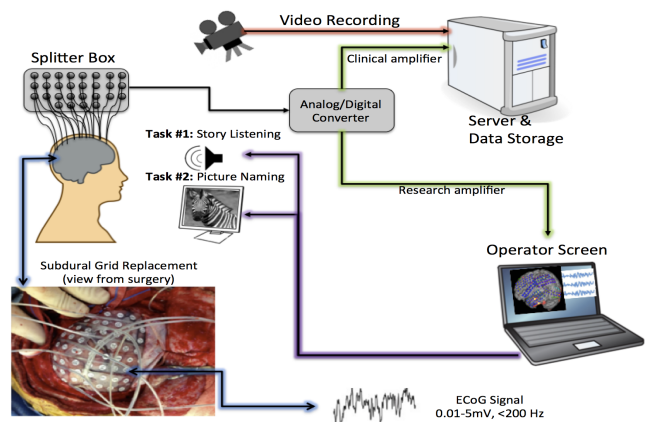 Video Recording
Splitter Box
Clinical amplifier
Analog/Digital
Converter
Server &
Data Storage
Task #1: Story Listening
Task #2: Picture Naming
Research amplifier
Operator Screen
Subdural Grid Replacement
(view from surgery)
ECoG Signal
0.01-5mV, <200 Hz